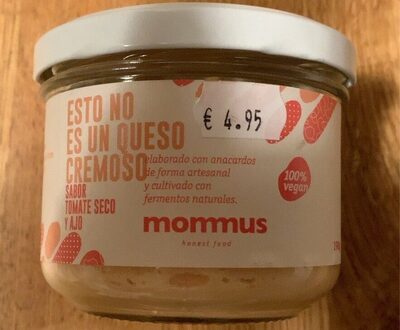 ESTO NO
ES UN QUESO
CREMOSO
SABOR
TOMATE SECO
Y AJO
€ 4.95
elaborado con anacardos
de forma artesanal
y cultivado con
fermentos naturales.
100%
vegan
mommus
honest food